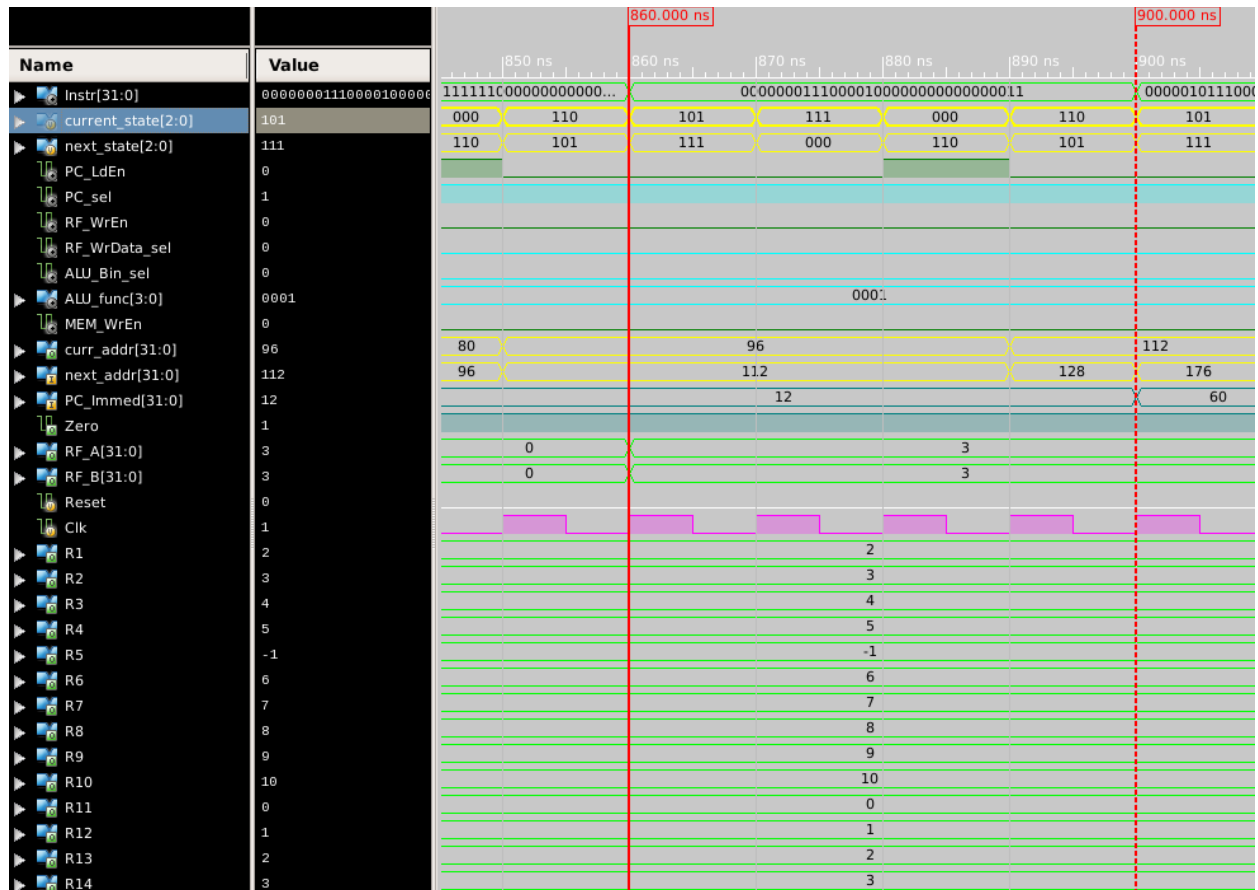 860.000 ns 900.000 ns
Name Value 850 ns 860 ns 870 ns 880 ns 890 ns 900 ns
Instr[31:0] 1111110 000000000000... 0000010111000
current_state[2:0] 101 000 110 101 111 000 110 101
next_state[2:0] 111 110 101 111 000 110 101 111
PC_LdEn 0
PC_sel 1
RF_WrEn 0
RF_WrData_sel 0
ALU_Bin_sel 0
ALU_func[3:0] 0001 0001
MEM_WrEn 0
curr_addr[31:0] 96 80 96 112
next_addr[31:0] 112 96 112 128 176
PC_Immed[31:0] 12 12 60
Zero 1
RF_A[31:0] 3 0 3
RF_B[31:0] 3 0 3
Reset 0
Clk 1
R1 2 2
R2 3 3
R3 4 4
R4 5 5
R5 -1 -1
R6 6 6
R7 7 7
R8 8 8
R9 9 9
R10 10 10
R11 0 0
R12 1 1
R13 2 2
R14 3 3